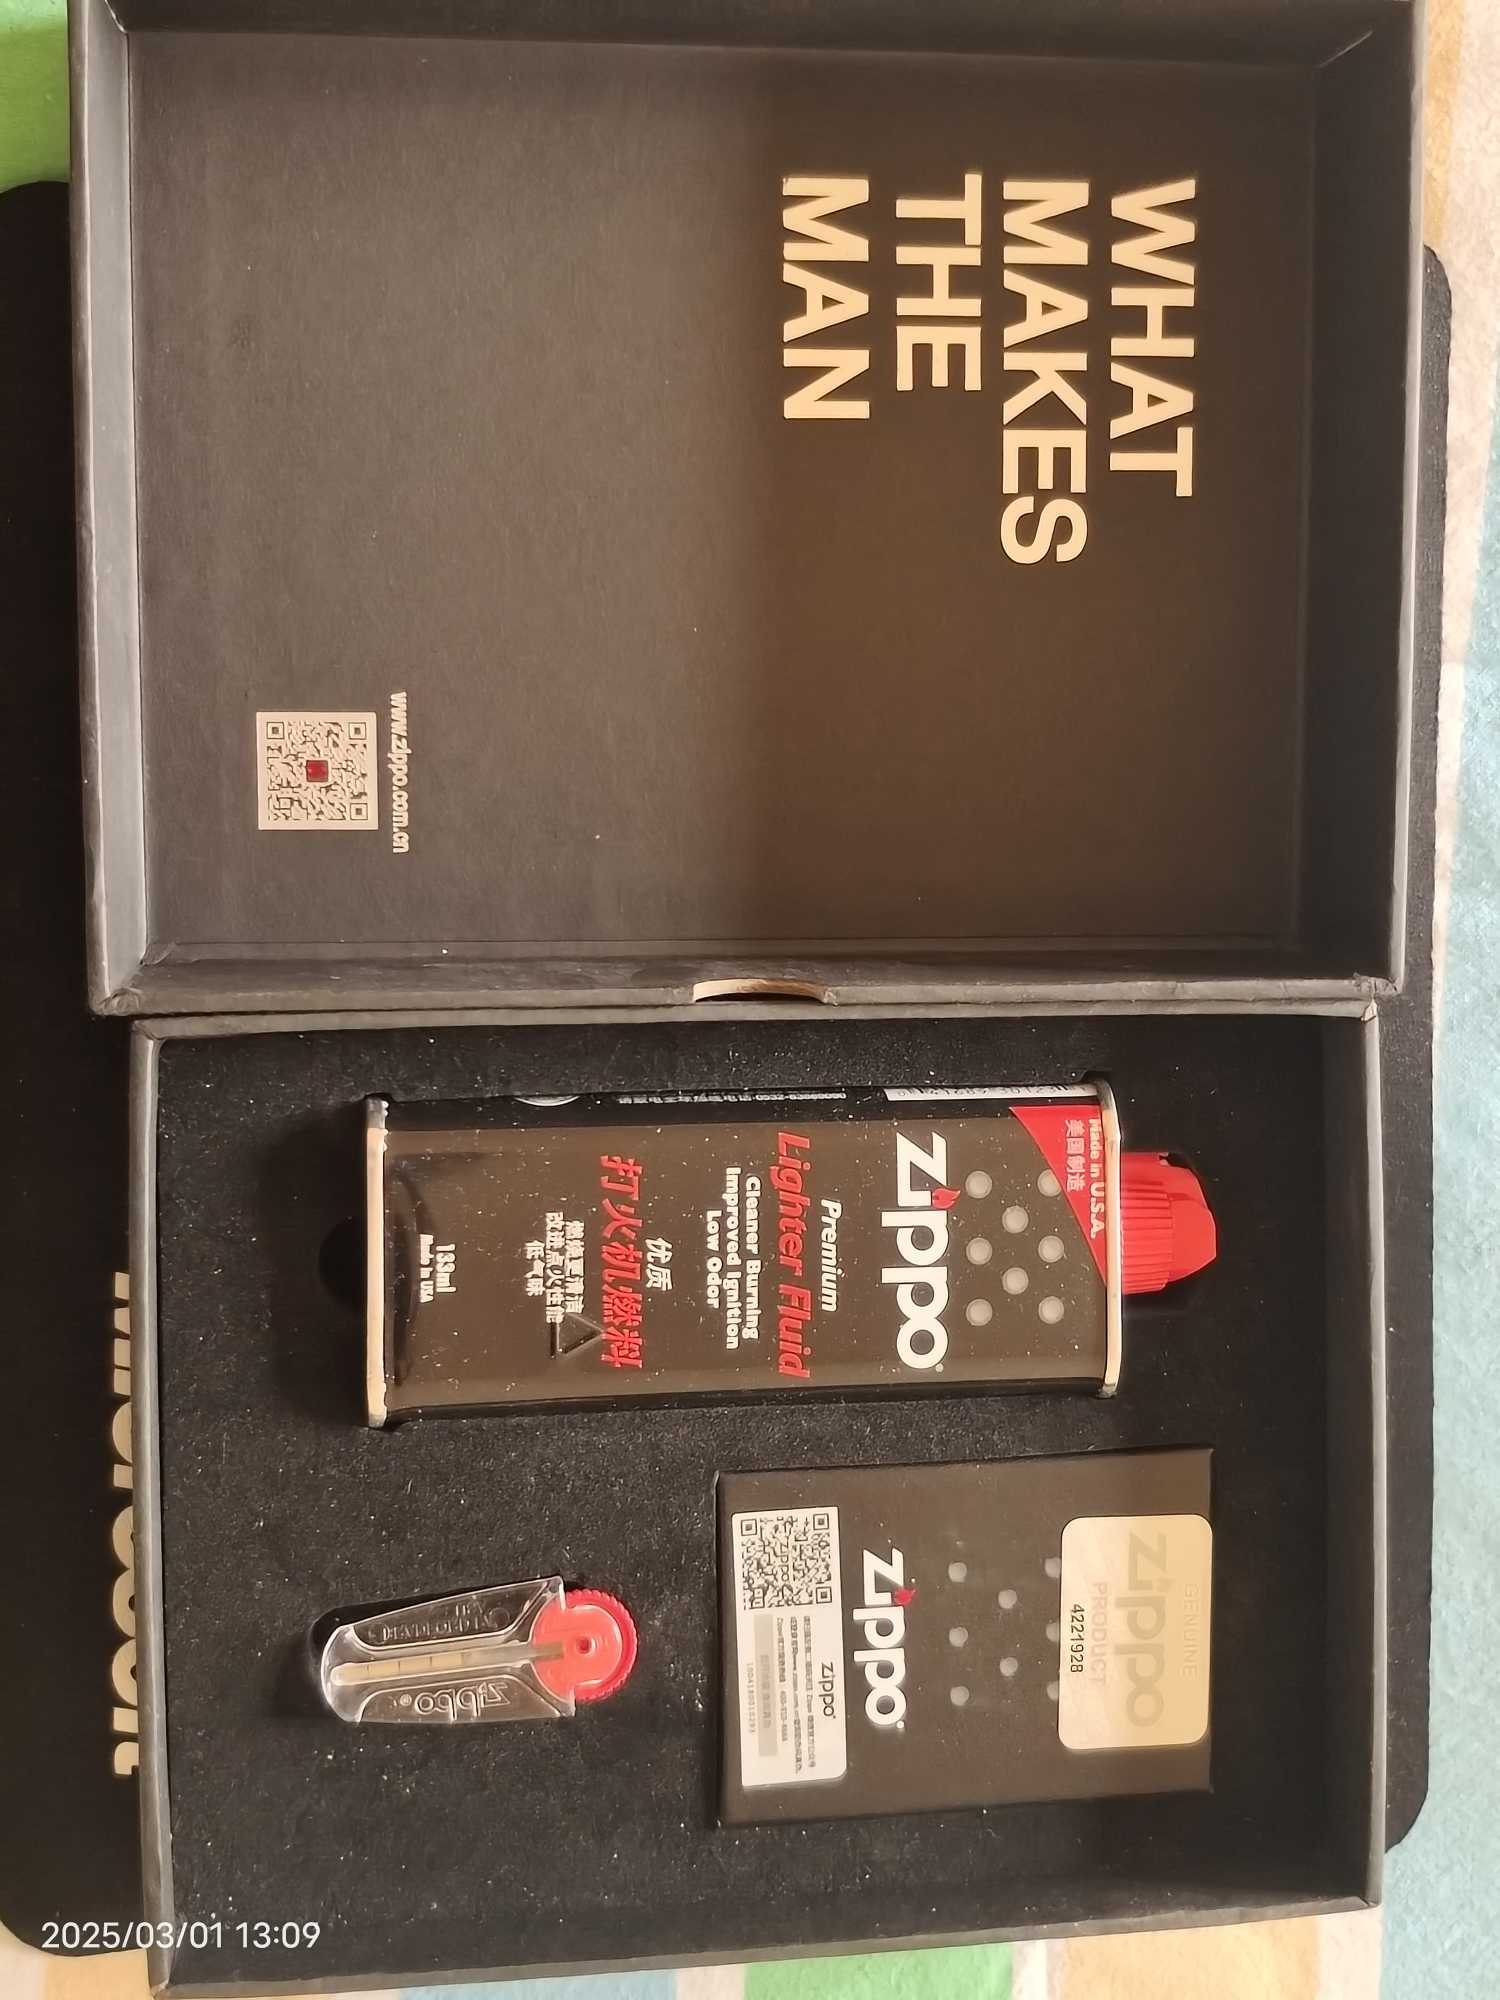 WHAT
MAKES
THE
MAN
www.zippo.com.cn
Made in U.S.A.
美国制造
zippo
Premium
Lighter Fluid
Cleaner Burning
Improved Ignition
Low Odor
优质
打火机燃料
燃烧更清洁
改进点火性能
低气味
133ml
Made in USA
GENUINE
zippo
PRODUCT
4221928
zippo
zippo
zippo
2025/03/01 13:09